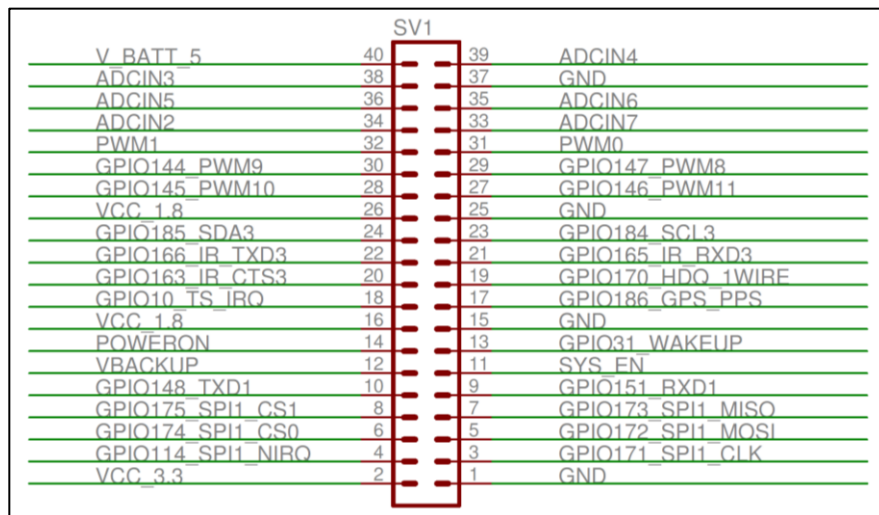 SV1
V_BATT_5 40 39 ADCIN4
ADCIN3 38 37 GND
ADCIN5 36 35 ADCIN6
ADCIN2 34 33 ADCIN7
PWM1 32 31 PWM0
GPIO144_PWM9 30 29 GPIO147_PWM8
GPIO145_PWM10 28 27 GPIO146_PWM11
VCC_1.8 26 25 GND
GPIO185_SDA3 24 23 GPIO184_SCL3
GPIO166_IR_TXD3 22 21 GPIO165_IR_RXD3
GPIO163_IR_CTS3 20 19 GPIO170_HDQ_1WIRE
GPIO10_TS_IRQ 18 17 GPIO186_GPS_PPS
VCC_1.8 16 15 GND
POWERON 14 13 GPIO31_WAKEUP
VBACKUP 12 11 SYS_EN
GPIO148_TXD1 10 9 GPIO151_RXD1
GPIO175_SPI1_CS1 8 7 GPIO173_SPI1_MISO
GPIO174_SPI1_CS0 6 5 GPIO172_SPI1_MOSI
GPIO114_SPI1_NIRQ 4 3 GPIO171_SPI1_CLK
VCC_3.3 2 1 GND